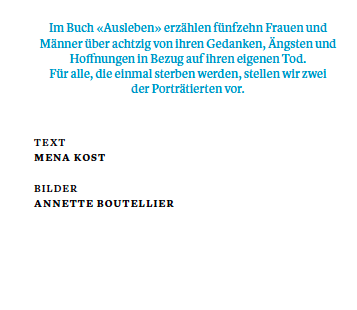 Im Buch «Ausleben» erzählen fünfzehn Frauen und
Männer über achtzig von ihren Gedanken, Ängsten und
Hoffnungen in Bezug auf ihren eigenen Tod.
Für alle, die einmal sterben werden, stellen wir zwei
der Porträtierten vor.
TEXT
MENA KOST
BILDER
ANNETTE BOUTELLIER